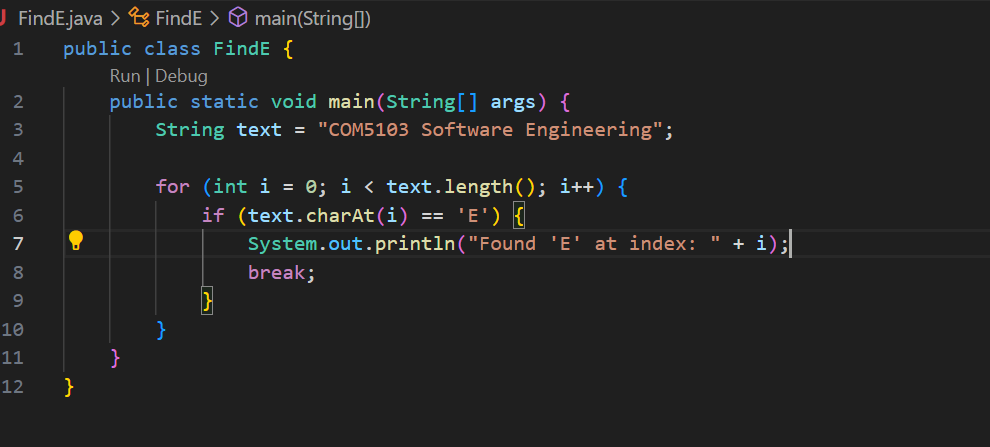 FindE.java > FindE > main(String[])
1 public class FindE {
Run | Debug
2 public static void main(String[] args) {
3 String text = "COM5103 Software Engineering";
4
5 for (int i = 0; i < text.length(); i++) {
6 if (text.charAt(i) == 'E') {
7 System.out.println("Found 'E' at index: " + i);
8 break;
9 }
10 }
11 }
12 }